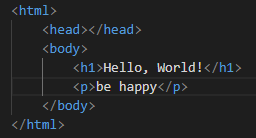 <html>
    <head></head>
    <body>
        <h1>Hello, World!</h1>
        <p>be happy</p>
    </body>
</html>